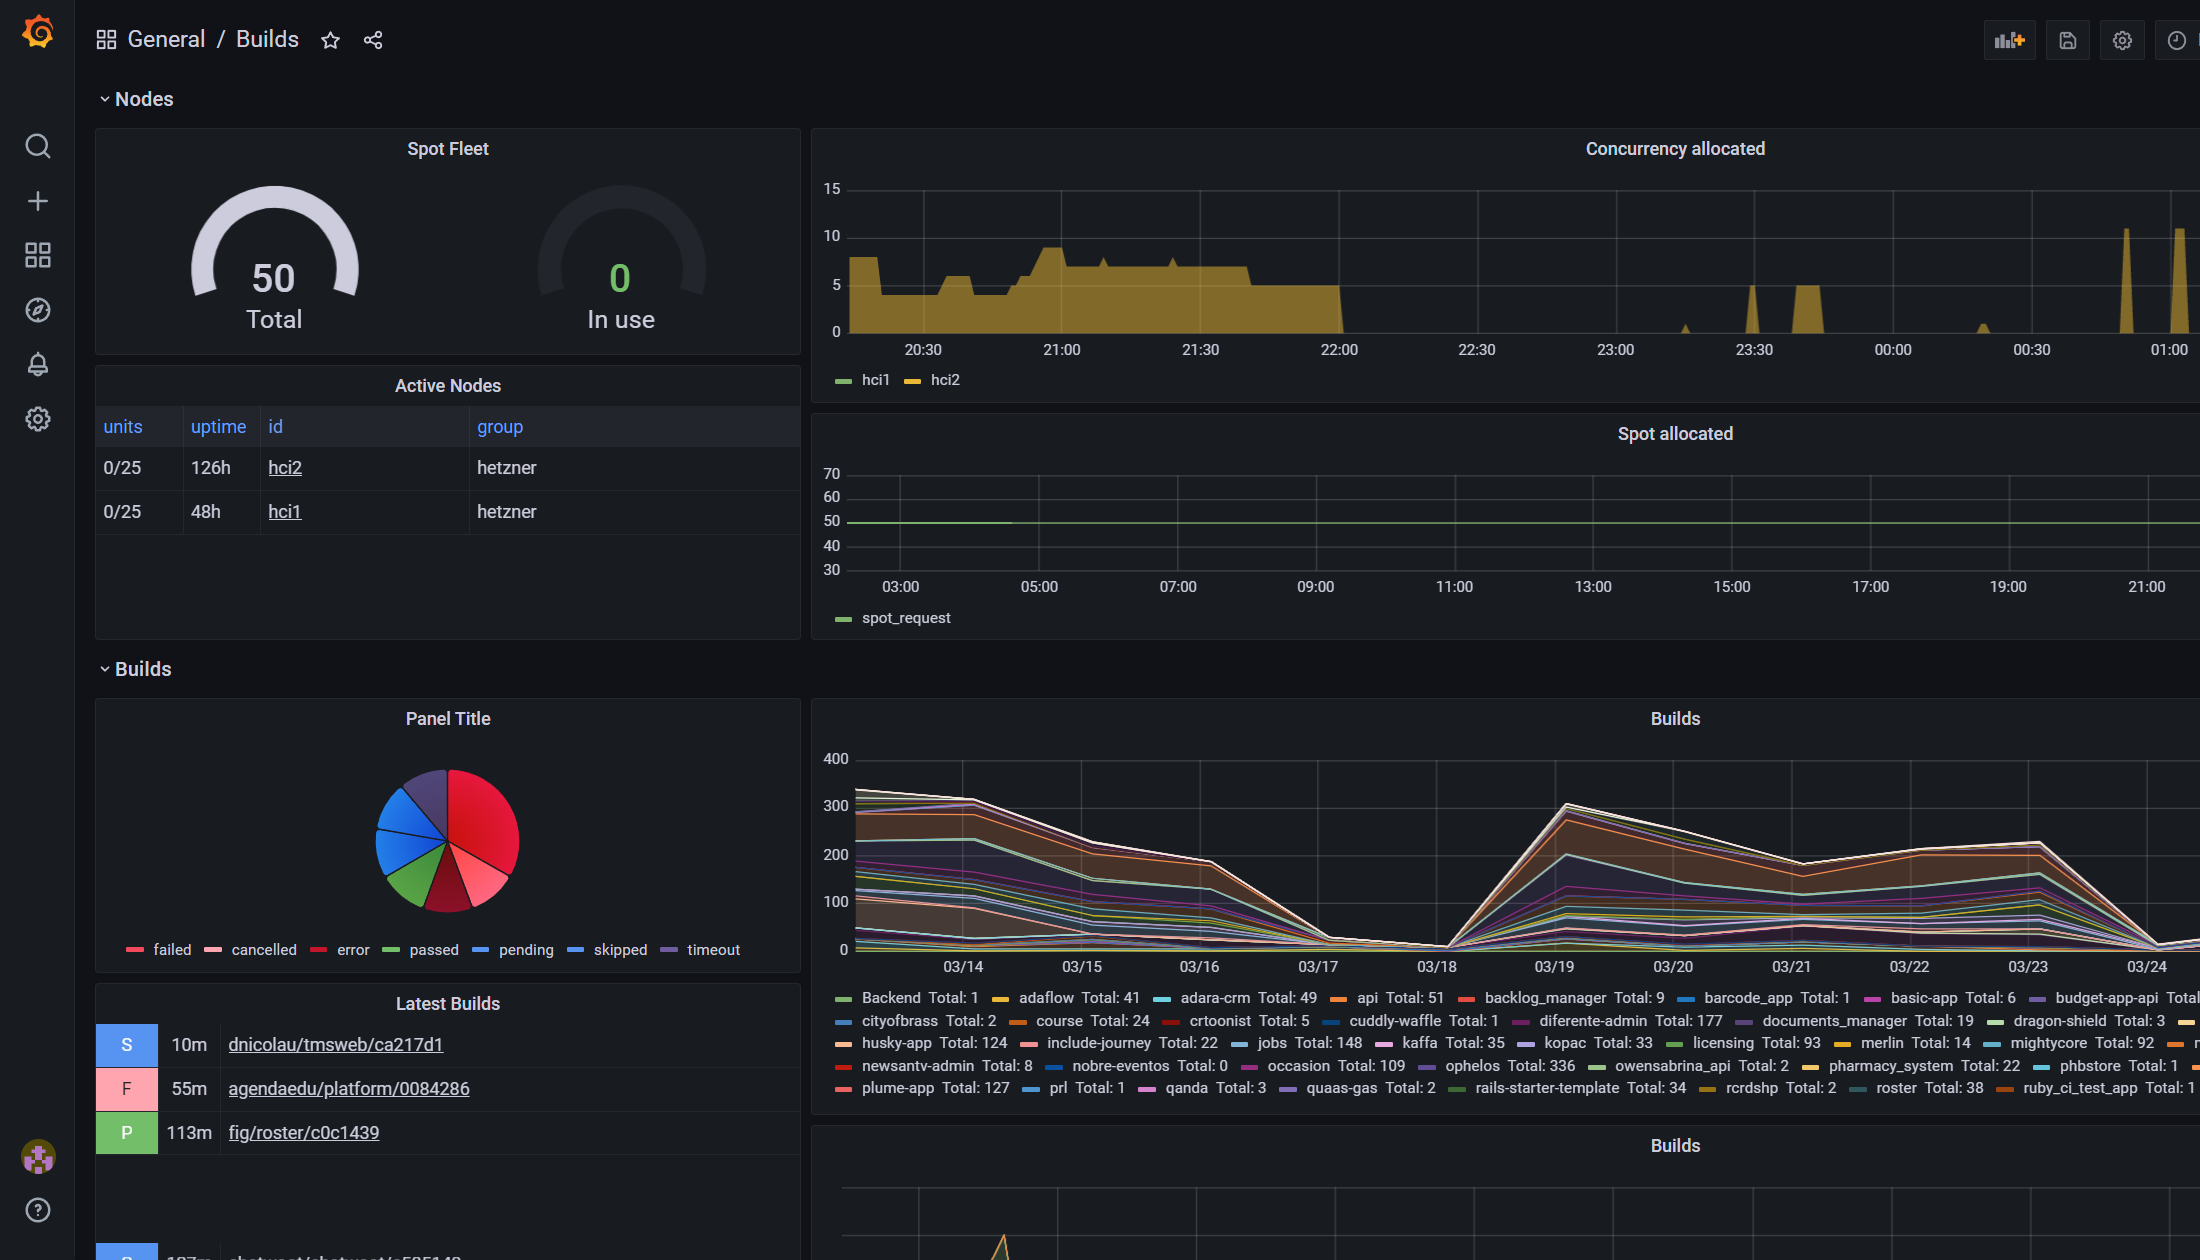 General / Builds
Nodes
Spot Fleet
50
Total
0
In use
Concurrency allocated
15
10
5
0
20:30 21:00 21:30 22:00 22:30 23:00 23:30 00:00 00:30 01:00
hci1 hci2
Active Nodes
units uptime id group
0/25 126h hci2 hetzner
0/25 48h hci1 hetzner
Spot allocated
70
60
50
40
30
03:00 05:00 07:00 09:00 11:00 13:00 15:00 17:00 19:00 21:00
spot_request
Builds
Panel Title
failed cancelled error passed pending skipped timeout
Builds
400
300
200
100
0
03/14 03/15 03/16 03/17 03/18 03/19 03/20 03/21 03/22 03/23 03/24
Backend Total: 1 adaflow Total: 41 adara-crm Total: 49 api Total: 51 backlog_manager Total: 9 barcode_app Total: 1 basic-app Total: 6 budget-app-api Total
cityofbrass Total: 2 course Total: 24 crtoonist Total: 5 cuddly-waffle Total: 1 diferente-admin Total: 177 documents_manager Total: 19 dragon-shield Total: 3
husky-app Total: 124 include-journey Total: 22 jobs Total: 148 kaffa Total: 35 kopac Total: 33 licensing Total: 93 merlin Total: 14 mightycore Total: 92
newsantv-admin Total: 8 nobre-eventos Total: 0 occasion Total: 109 ophelos Total: 336 owensabrina_api Total: 2 pharmacy_system Total: 22 phbstore Total: 1
plume-app Total: 127 prl Total: 1 qanda Total: 3 quaas-gas Total: 2 rails-starter-template Total: 34 rcrdshp Total: 2 roster Total: 38 ruby_ci_test_app Total: 1
Latest Builds
S 10m dnicolau/tmsweb/ca217d1
F 55m agendaedu/platform/0084286
P 113m fig/roster/c0c1439
Builds